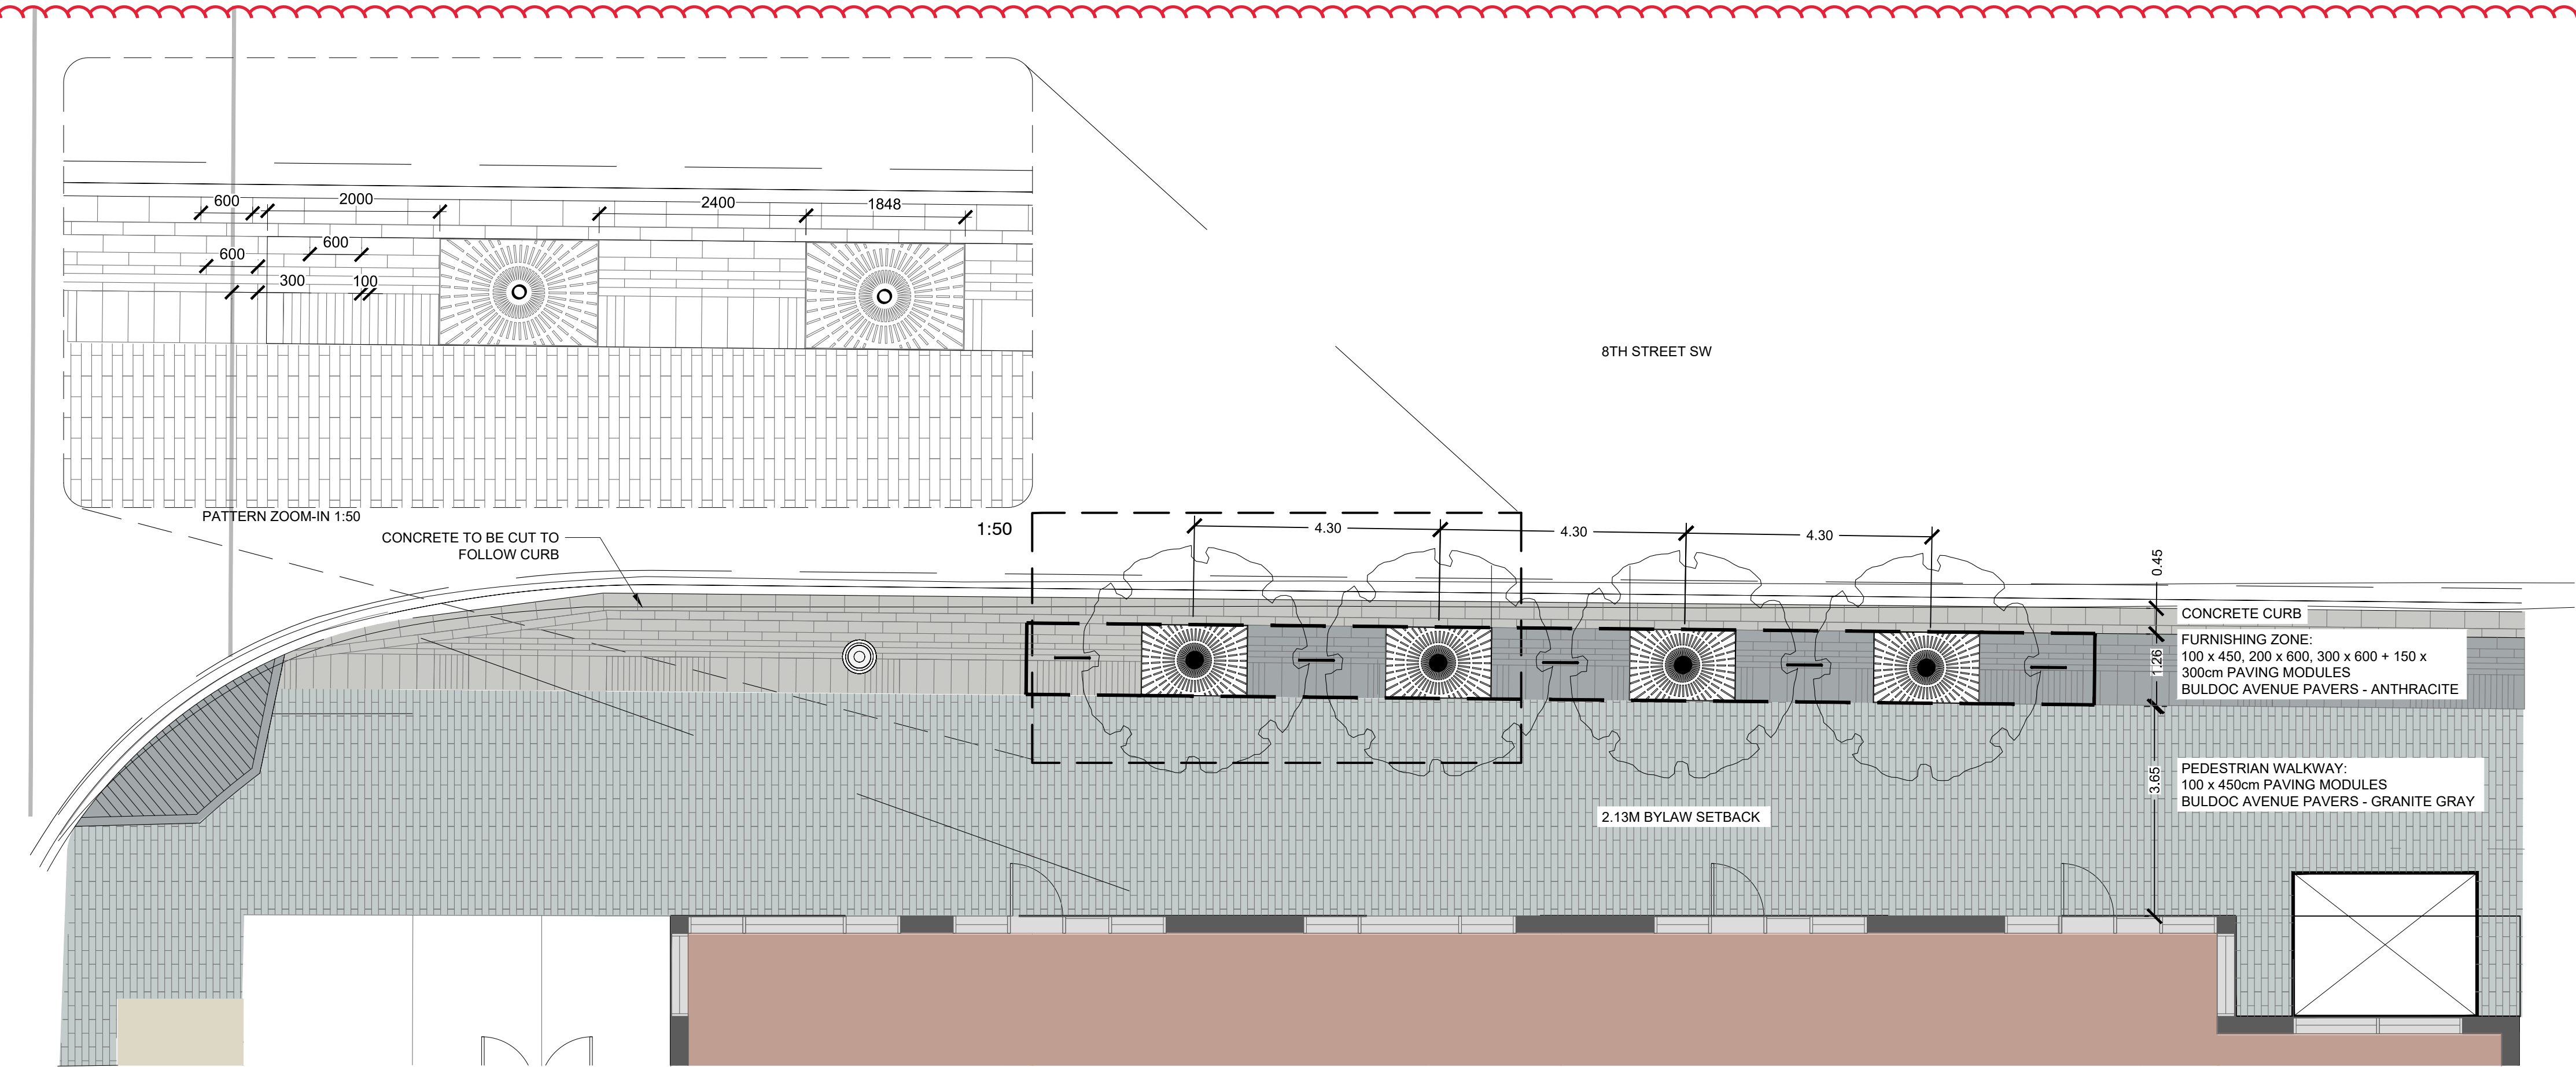 600
2000
2400
1848
600
600
300
100
8TH STREET SW
PATTERN ZOOM-IN 1:50
CONCRETE TO BE CUT TO
FOLLOW CURB
1:50
4.30
4.30
4.30
0.45
CONCRETE CURB
1.26
FURNISHING ZONE:
100 x 450, 200 x 600, 300 x 600 + 150 x
300cm PAVING MODULES
BULDOC AVENUE PAVERS - ANTHRACITE
3.65
PEDESTRIAN WALKWAY:
100 x 450cm PAVING MODULES
BULDOC AVENUE PAVERS - GRANITE GRAY
2.13M BYLAW SETBACK